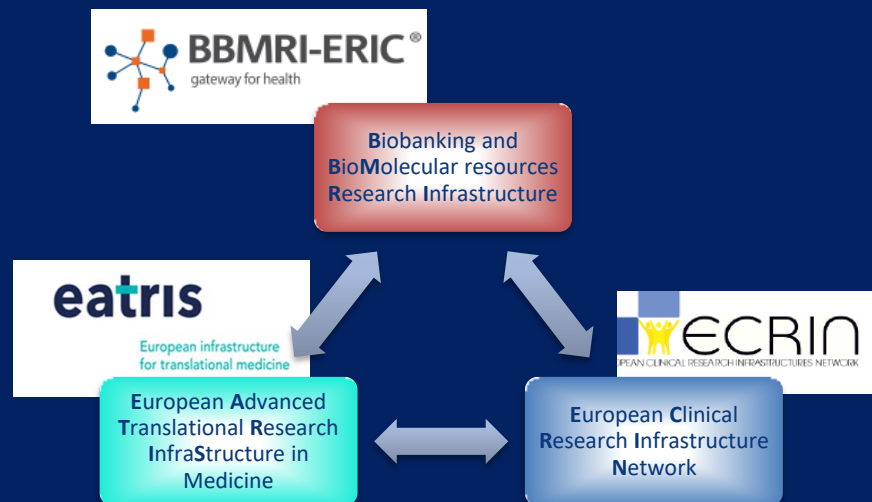 BBMRI-ERIC®
gateway for health
Biobanking and
BioMolecular resources
Research Infrastructure
eatris
European infrastructure
for translational medicine
ECRIN
PEAN CLINICAL RESEARCH INFRASTRUCTURES NETWORK
European Advanced
Translational Research
InfraStructure in
Medicine
European Clinical
Research Infrastructure
Network